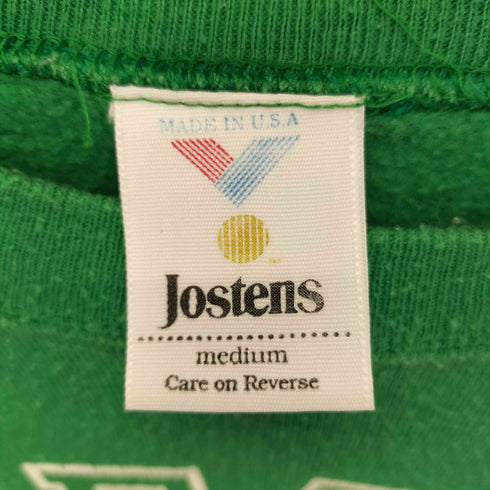 MADE IN U.S.A
Jostens
medium
Care on Reverse